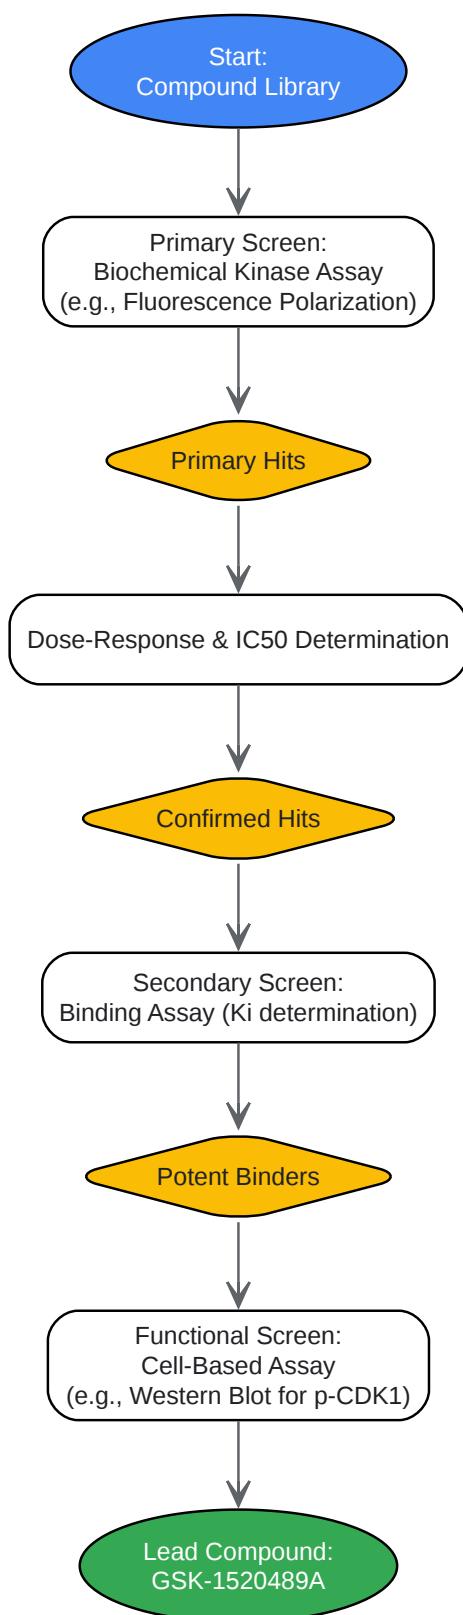 Start:
Compound Library
Primary Screen:
Biochemical Kinase Assay
(e.g., Fluorescence Polarization)
Primary Hits
Dose-Response & IC50 Determination
Confirmed Hits
Secondary Screen:
Binding Assay (Ki determination)
Potent Binders
Functional Screen:
Cell-Based Assay
(e.g., Western Blot for p-CDK1)
Lead Compound:
GSK-1520489A